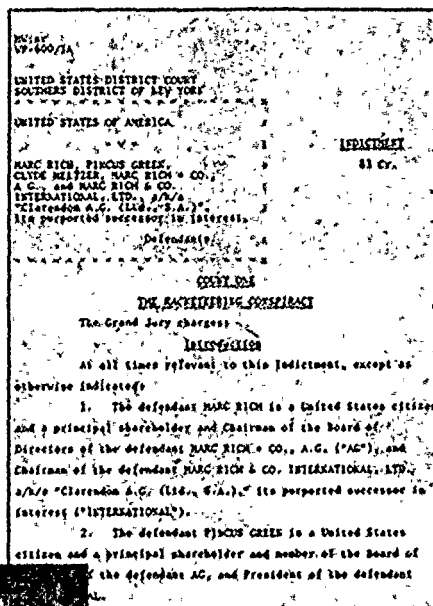 UNITED STATES DISTRICT COURT
SOUTHERN DISTRICT OF NEW YORK
UNITED STATES OF AMERICA
INDICTMENT
MARC RICH, PINCUS GREEN,
CLYDE MELTZER, MARC RICH + CO.,
A.G., and MARC RICH & CO.
INTERNATIONAL, LTD., a/k/a
"Clarendon A.G. (Ltd., S.A.)",
its purported successor in interest,
Defendants.
COUNT ONE
THE RACKETEERING CONSPIRACY
The Grand Jury charges:
Introduction
At all times relevant to this Indictment, except as
otherwise indicated:
1. The defendant MARC RICH is a United States citizen
and a principal shareholder and Chairman of the Board of
Directors of the defendant MARC RICH + CO., A.G. ("AG"), and
Chairman of the defendant MARC RICH & CO. INTERNATIONAL, LTD.,
a/k/a "Clarendon A.G. (Ltd., S.A.)," its purported successor in
interest ("INTERNATIONAL").
2. The defendant PINCUS GREEN is a United States
citizen and a principal shareholder and member of the Board of
of the defendant AG, and President of the defendant